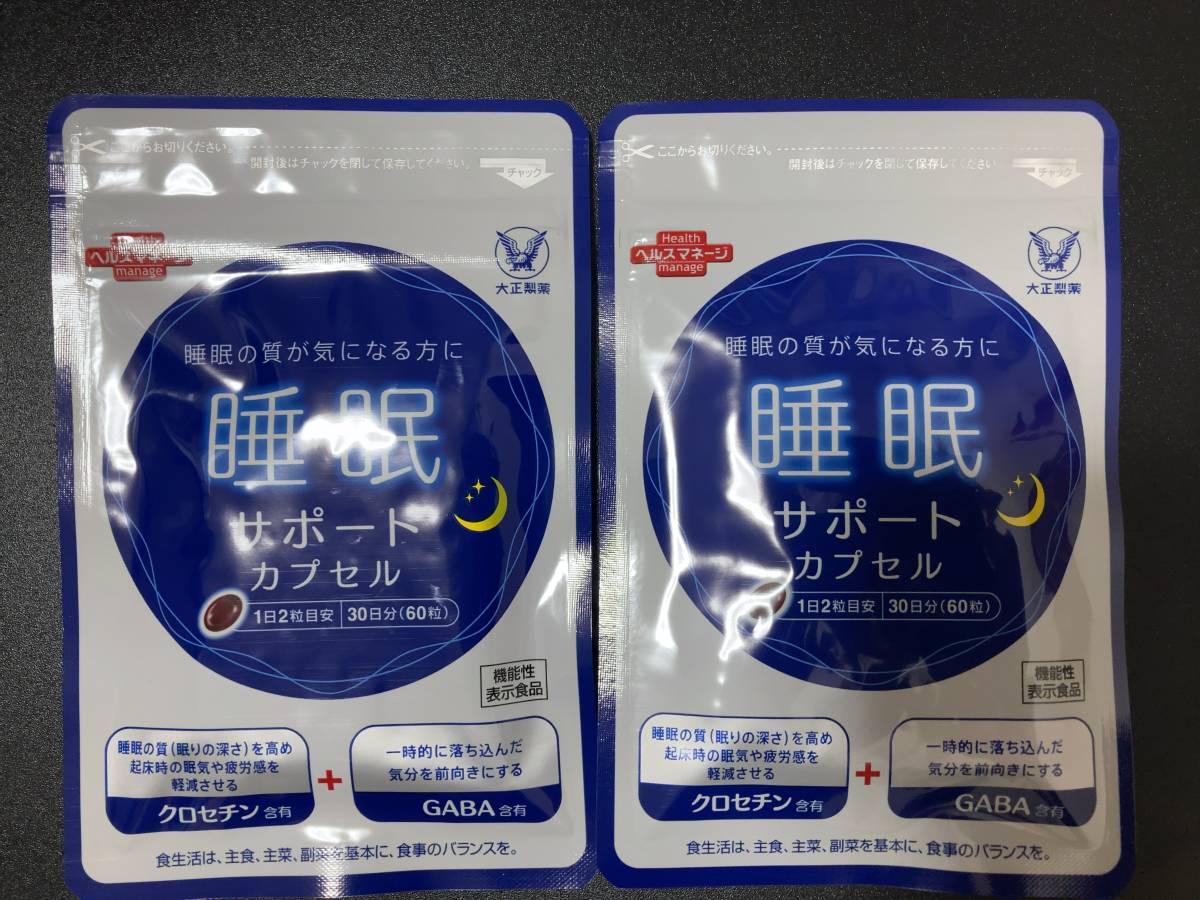 ここからお切りください。
開封後はチャックを閉じて保存してください。
チャック
ヘルスマネージ
manage
大正製薬
睡眠の質が気になる方に
睡眠
サポート
カプセル
1日2粒目安 30日分(60粒)
機能性
表示食品
睡眠の質(眠りの深さ)を高め
起床時の眠気や疲労感を
軽減させる
クロセチン含有
+
一時的に落ち込んだ
気分を前向きにする
GABA含有
食生活は、主食、主菜、副菜を基本に、食事のバランスを。
ここからお切りください。
開封後はチャックを閉じて保存してください
チャック
Health
ヘルスマネージ
manage
大正製薬
睡眠の質が気になる方に
睡眠
サポート
カプセル
1日2粒目安 30日分(60粒)
機能性
表示食品
睡眠の質(眠りの深さ)を高め
起床時の眠気や疲労感を
軽減させる
クロセチン含有
+
一時的に落ち込んだ
気分を前向きにする
GABA含有
食生活は、主食、主菜、副菜を基本に、食事のバランスを。